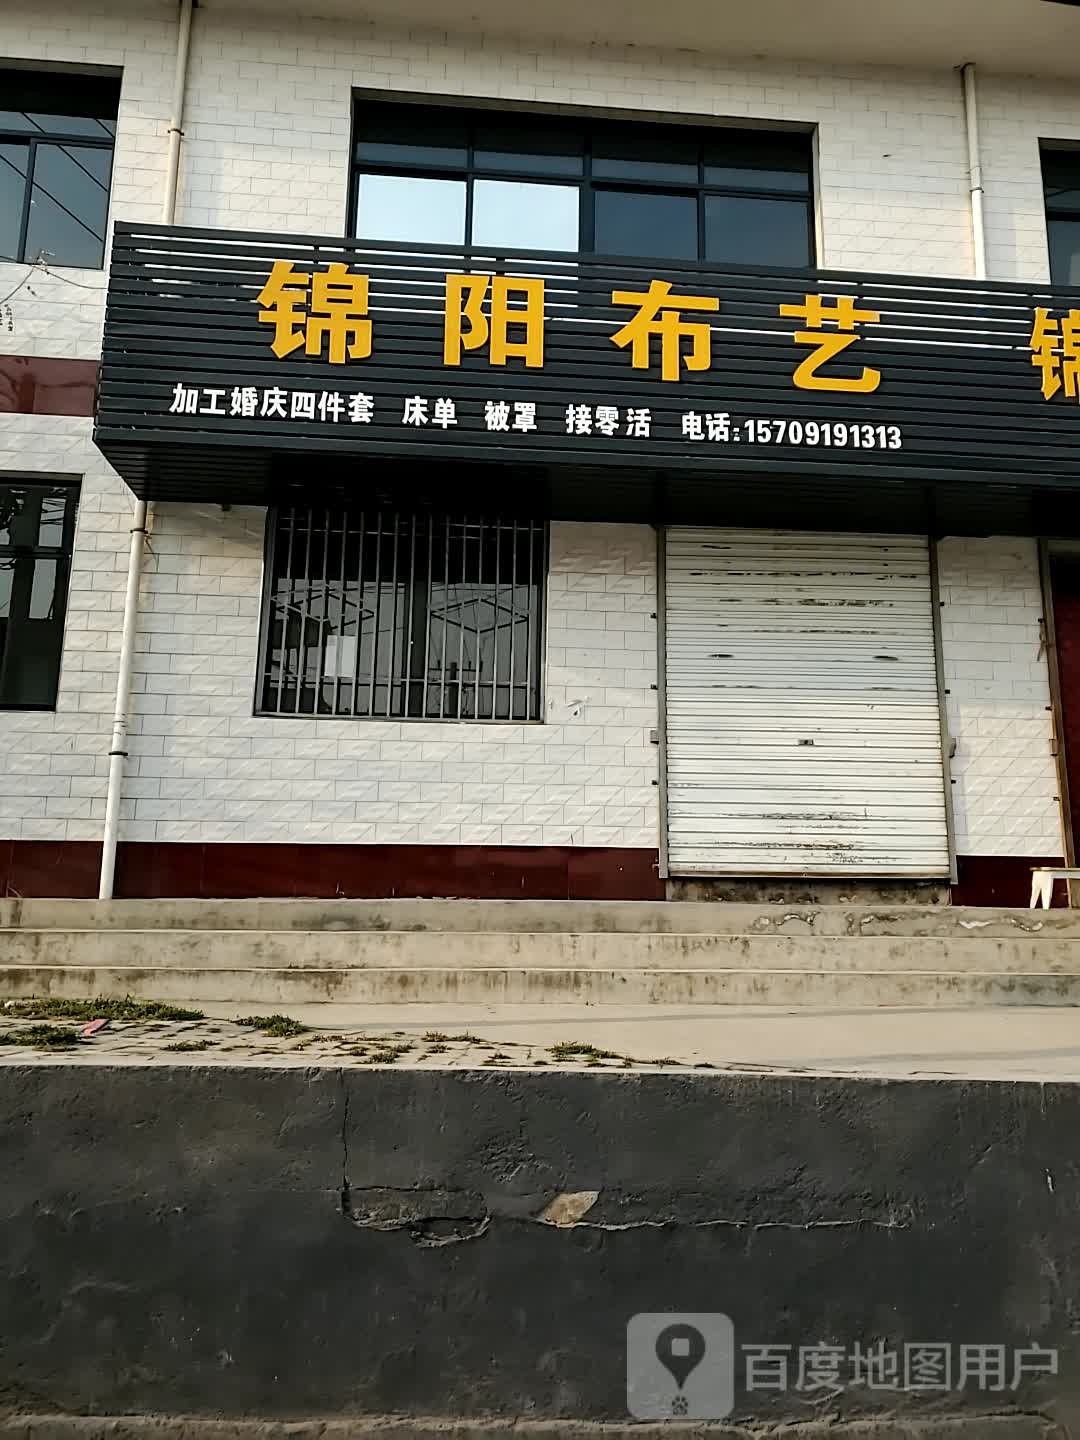 锦阳布艺 锦
加工婚庆四件套 床单 被罩 接零活 电话:15709191313
百度地图用户